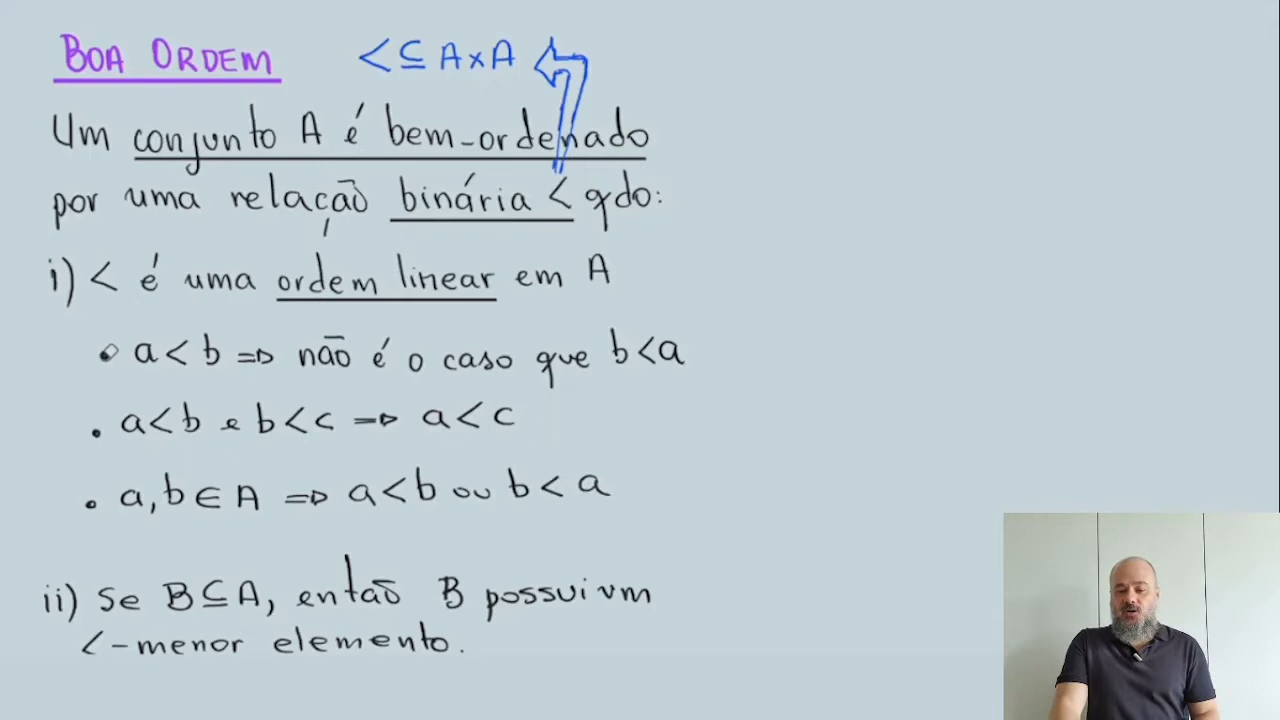 BOA ORDEM < ⊆ A×A
Um conjunto A é bem-ordenado
por uma relação binária < qdo:
i) < é uma ordem linear em A
• a<b ⇒ não é o caso que b<a
• a<b e b<c ⇒ a<c
• a,b ∈ A ⇒ a<b ou b<a
ii) Se B⊆A, então B possui um
<-menor elemento.